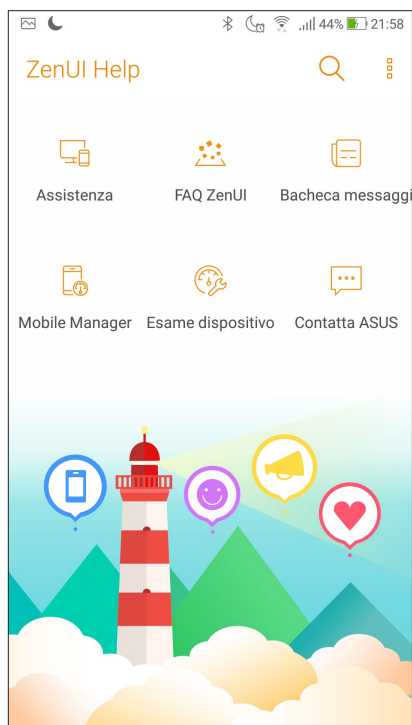 44% 21:58
ZenUI Help
Assistenza FAQ ZenUI Bacheca messaggi
Mobile Manager Esame dispositivo Contatta ASUS